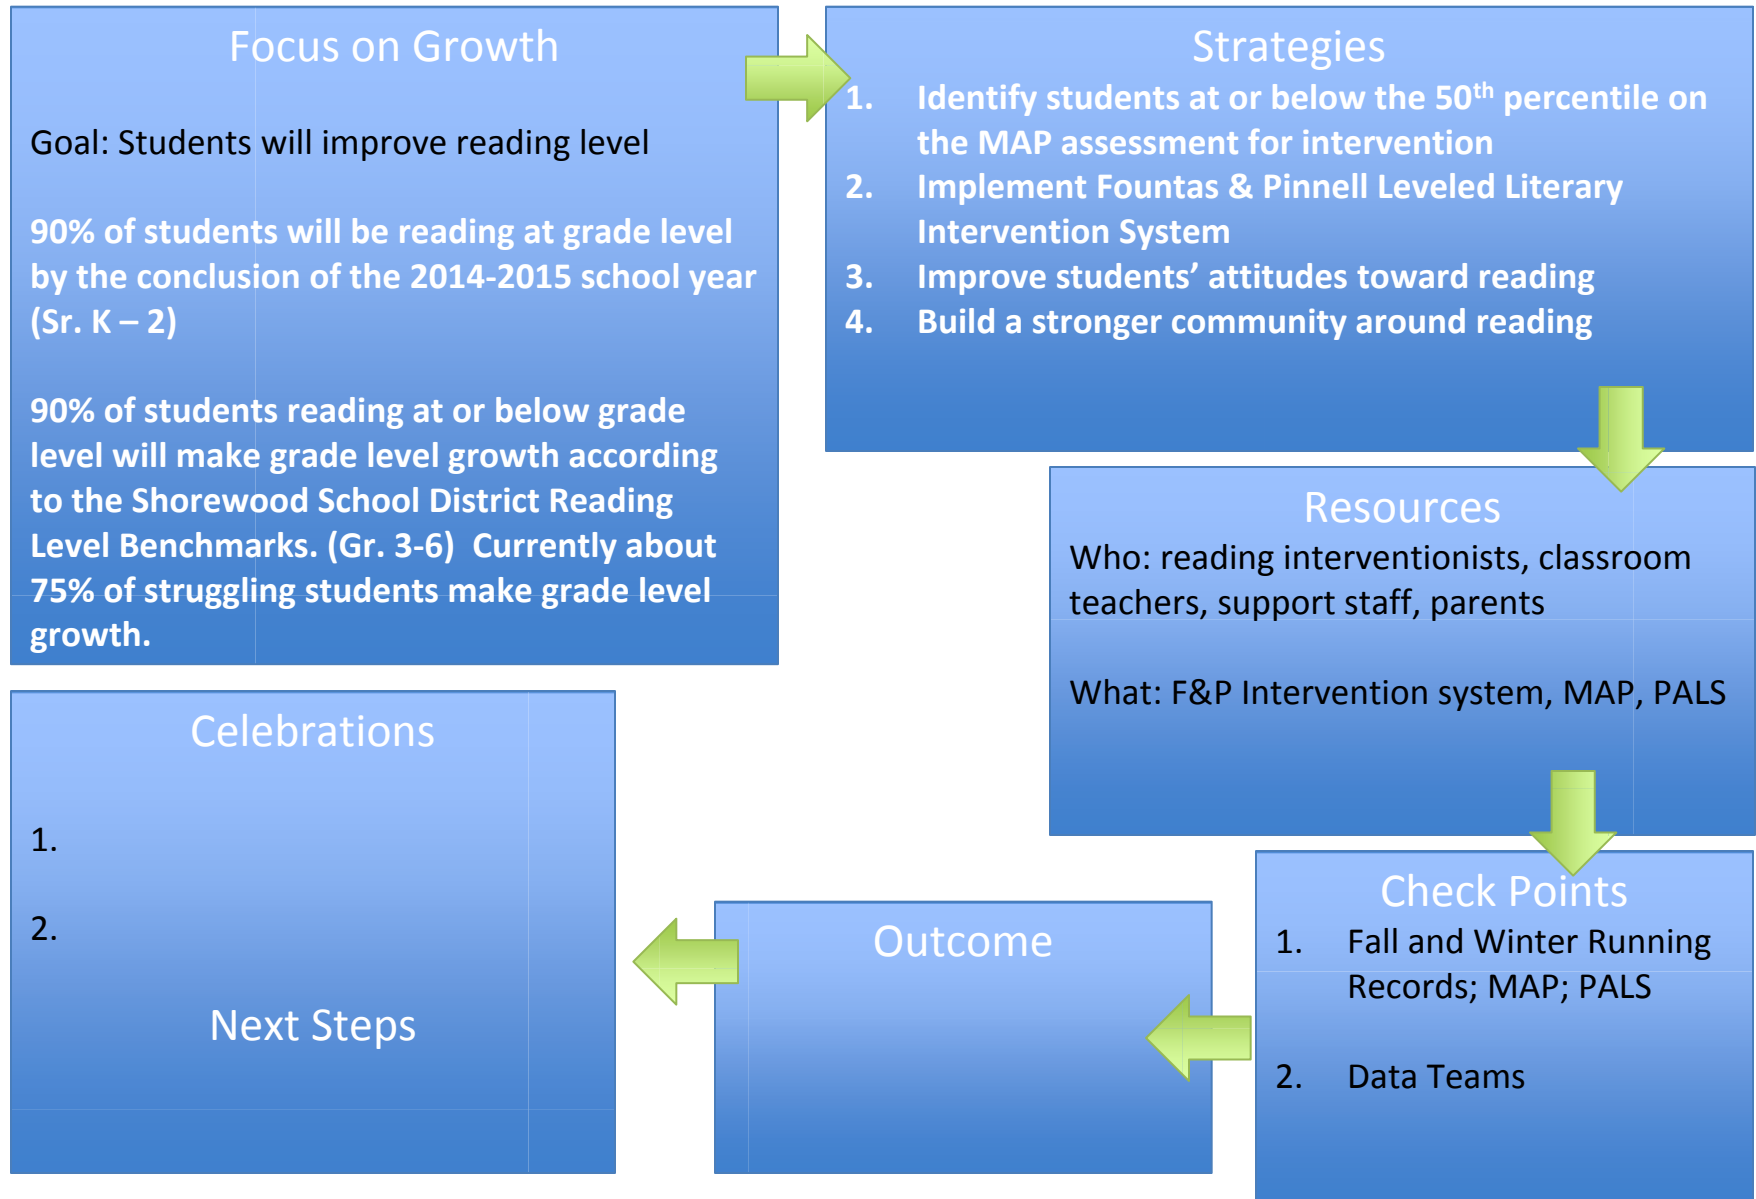 Focus on Growth
Goal: Students will improve reading level
90% of students will be reading at grade level
by the conclusion of the 2014-2015 school year
(Sr. K – 2)
90% of students reading at or below grade
level will make grade level growth according
to the Shorewood School District Reading
Level Benchmarks. (Gr. 3-6)  Currently about
75% of struggling students make grade level
growth.
Strategies
1. Identify students at or below the 50th percentile on
the MAP assessment for intervention
2. Implement Fountas & Pinnell Leveled Literary
Intervention System
3. Improve students’ attitudes toward reading
4. Build a stronger community around reading
Resources
Who: reading interventionists, classroom
teachers, support staff, parents
What: F&P Intervention system, MAP, PALS
Check Points
1. Fall and Winter Running
Records; MAP; PALS
2. Data Teams
Outcome
Celebrations
1.
2.
Next Steps